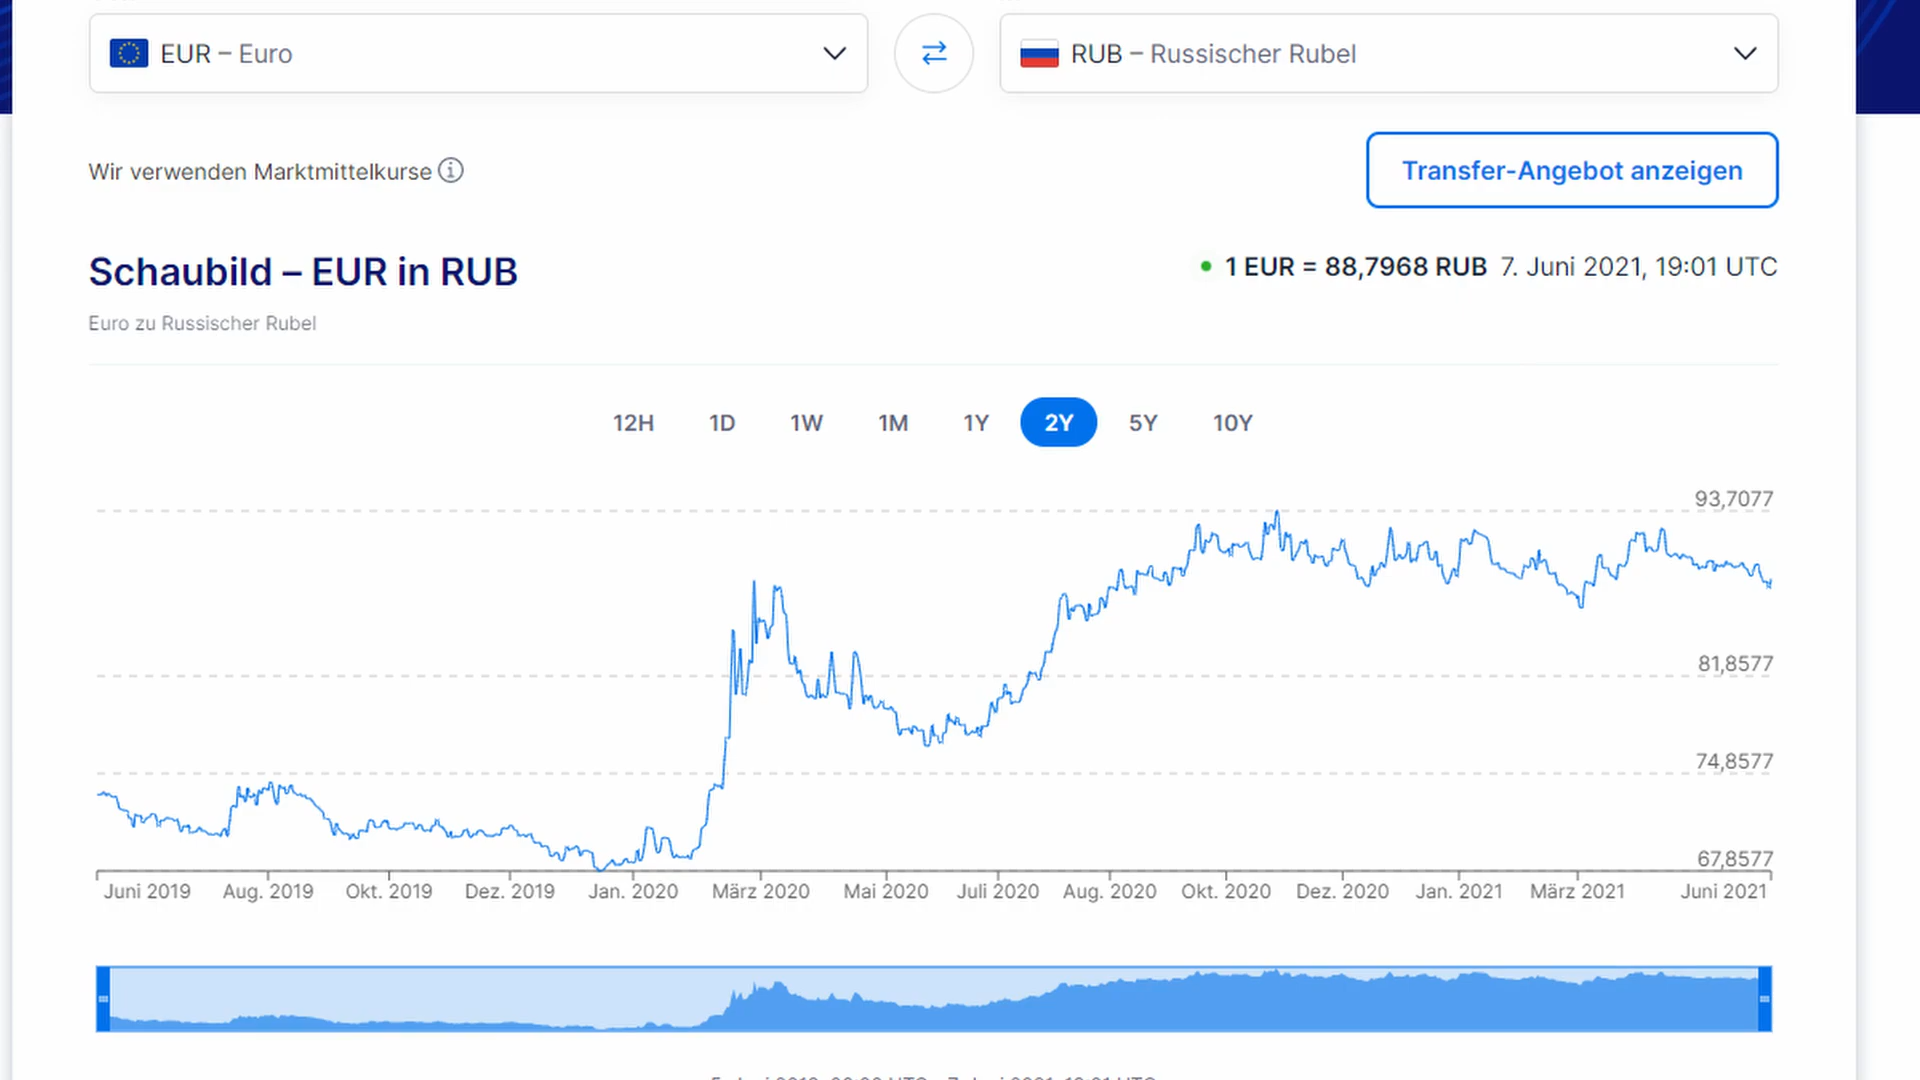 EUR – Euro
RUB – Russischer Rubel
Wir verwenden Marktmittelkurse
Transfer-Angebot anzeigen
Schaubild – EUR in RUB
1 EUR = 88,7968 RUB 7. Juni 2021, 19:01 UTC
Euro zu Russischer Rubel
12H 1D 1W 1M 1Y 2Y 5Y 10Y
93,7077
81,8577
74,8577
67,8577
Juni 2019 Aug. 2019 Okt. 2019 Dez. 2019 Jan. 2020 März 2020 Mai 2020 Juli 2020 Aug. 2020 Okt. 2020 Dez. 2020 Jan. 2021 März 2021 Juni 2021